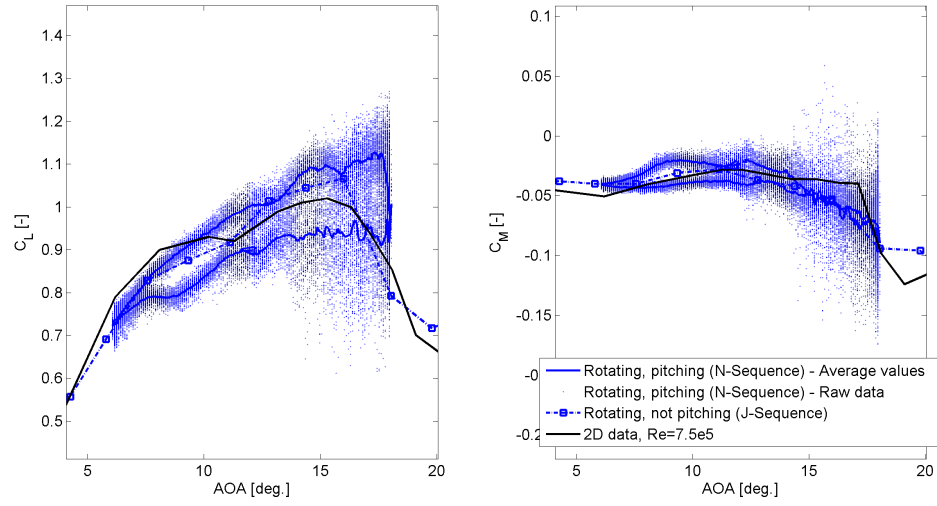 1.4
1.3
1.2
1.1
1
0.9
0.8
0.7
0.6
0.5
C_L [-]
5 10 15 20
AOA [deg.]
0.1
0.05
0
-0.05
-0.1
-0.15
-0
-0.2
C_M [-]
Rotating, pitching (N-Sequence) - Average values
Rotating, pitching (N-Sequence) - Raw data
Rotating, not pitching (J-Sequence)
2D data, Re=7.5e5
5 10 15 20
AOA [deg.]